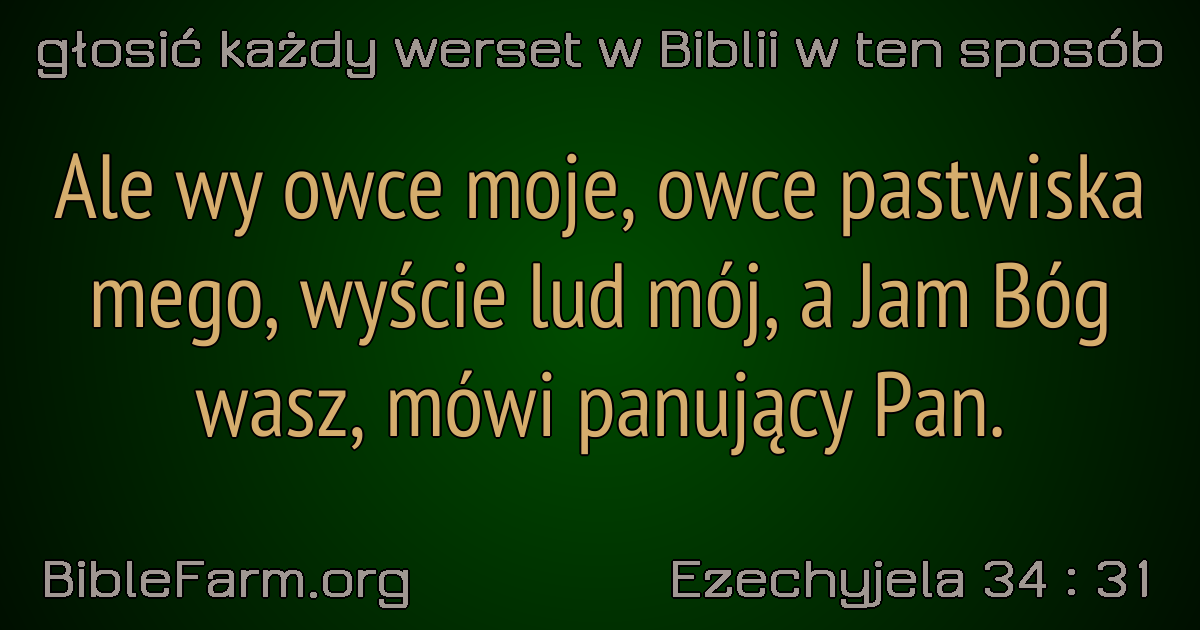 głosić każdy werset w Biblii w ten sposób
Ale wy owce moje, owce pastwiska
mego, wyście lud mój, a Jam Bóg
wasz, mówi panujący Pan.
BibleFarm.org
Ezechyjela 34 : 31